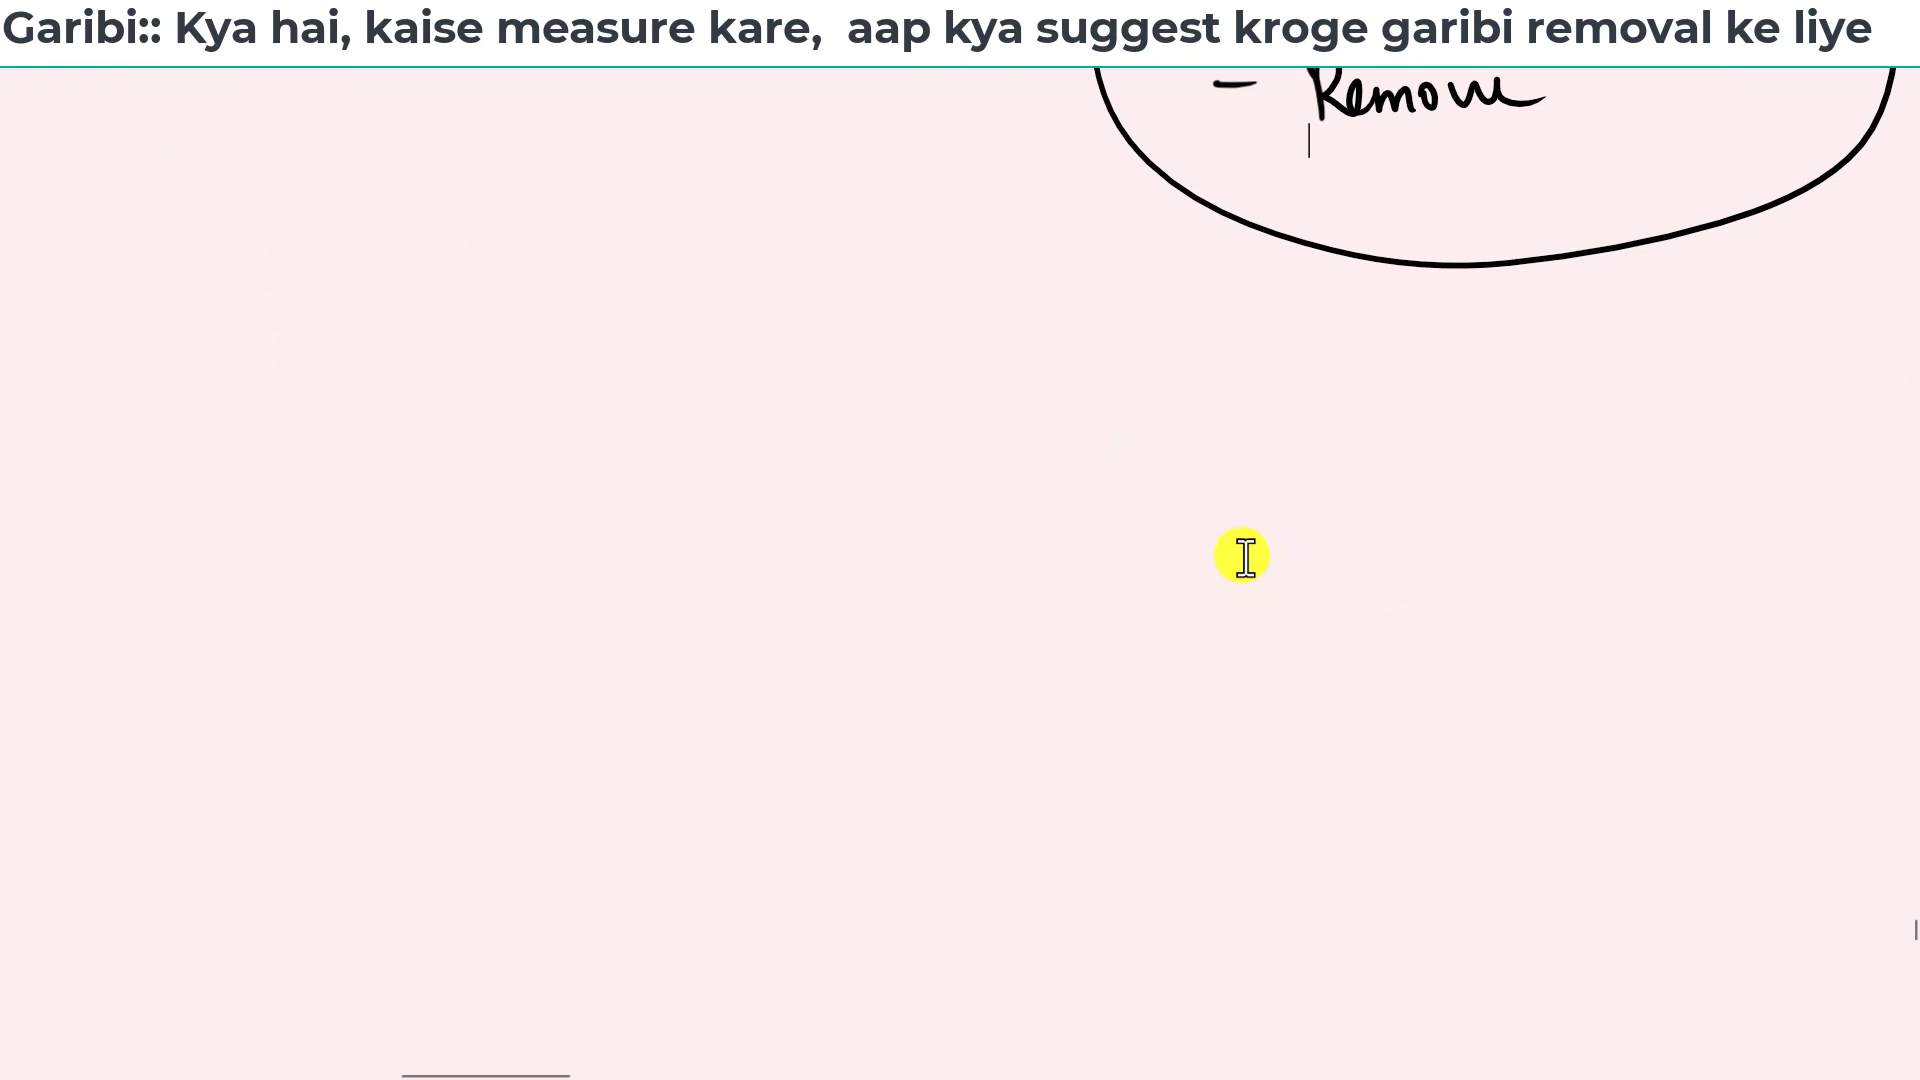 Garibi:: Kya hai, kaise measure kare,  aap kya suggest kroge garibi removal ke liye
- Remove